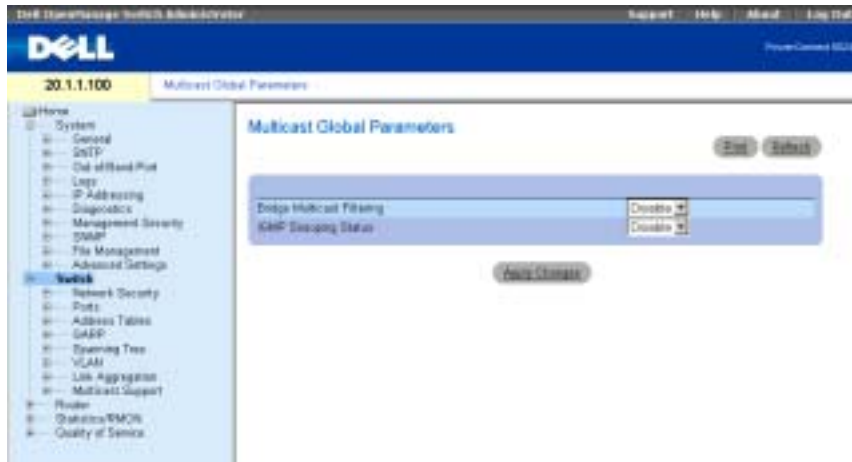 Dell OpenManage Switch Administrator
Support Help About Log Out
DELL
20.1.1.100
Multicast Global Parameters
Home
System
General
SNTP
Out of Band Port
Logs
IP Addressing
Diagnostics
Management Security
SNMP
File Management
Advanced Settings
Switch
Network Security
Ports
Address Tables
GARP
Spanning Tree
VLAN
Link Aggregation
Multicast Support
Router
Statistics/RMON
Quality of Service
Multicast Global Parameters
Print Refresh
Bridge Multicast Filtering Disable
IGMP Snooping Status Disable
Apply Changes